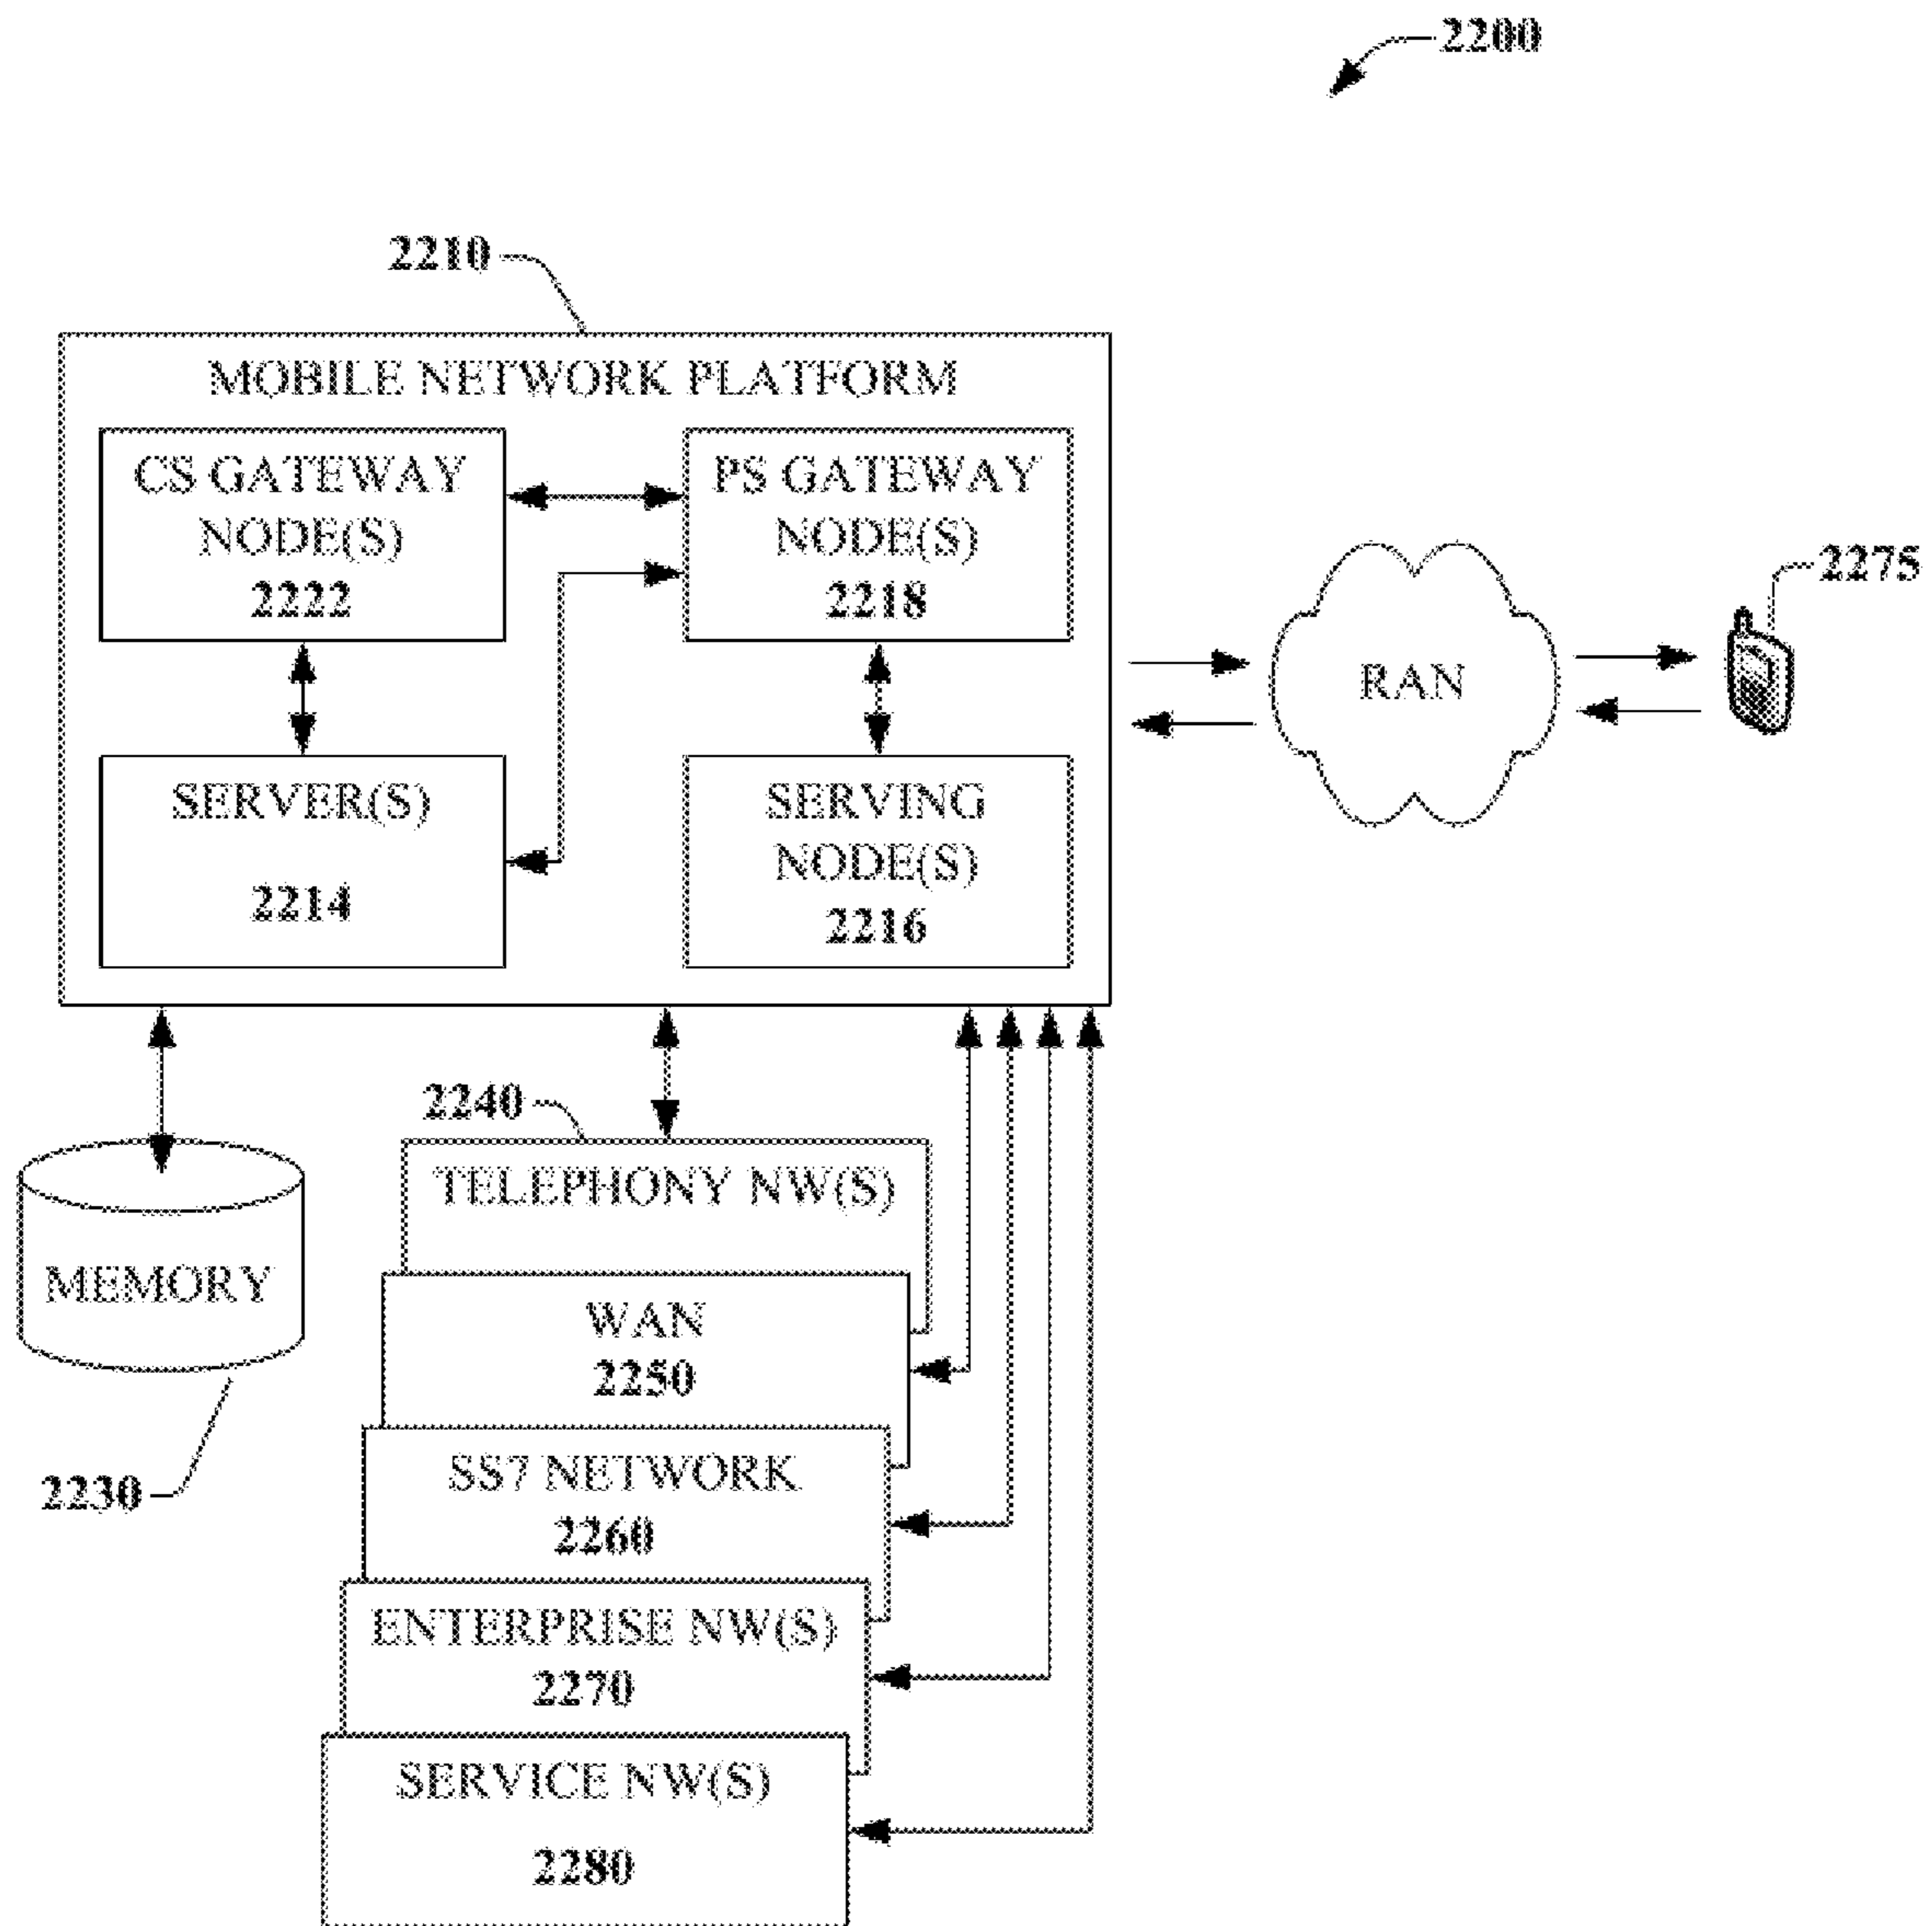 2200
2210
MOBILE NETWORK PLATFORM
CS GATEWAY
NODE(S)
2222
PS GATEWAY
NODE(S)
2218
SERVER(S)
2214
SERVING
NODE(S)
2216
RAN
2275
2240
TELEPHONY NW(S)
MEMORY
2230
WAN
2250
SS7 NETWORK
2260
ENTERPRISE NW(S)
2270
SERVICE NW(S)
2280